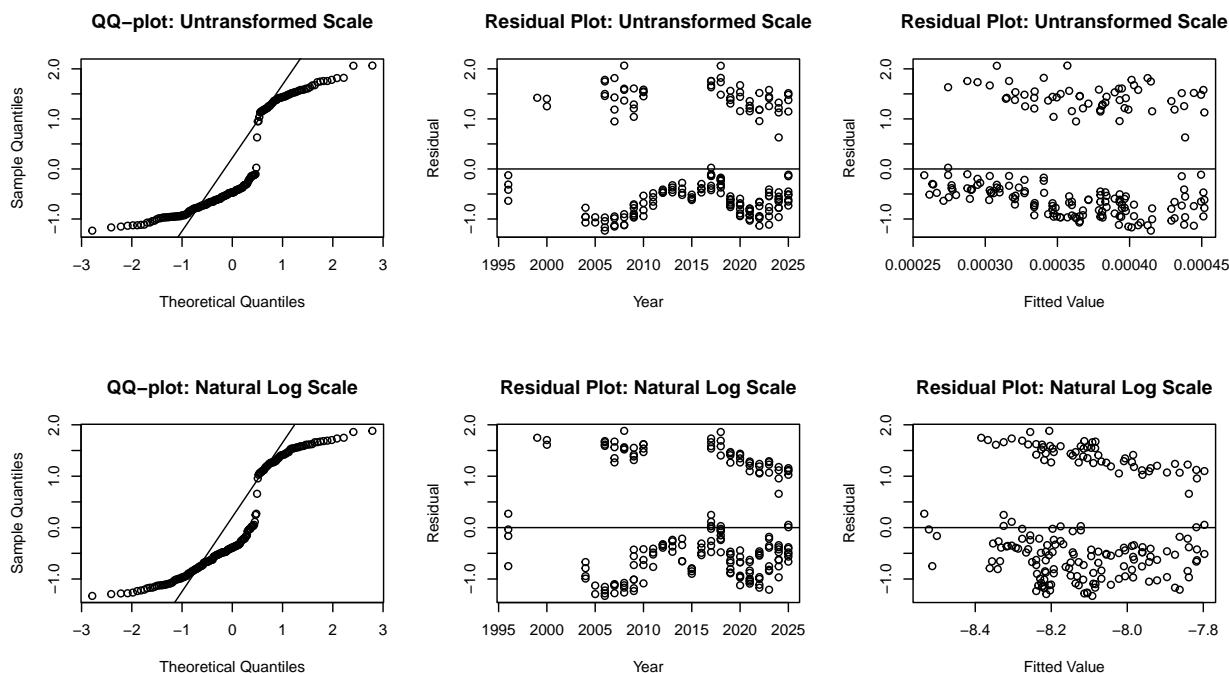 QQ−plot: Untransformed Scale
Sample Quantiles
2.0
1.0
0.0
−1.0
−3 −2 −1 0 1 2 3
Theoretical Quantiles
Residual Plot: Untransformed Scale
Residual
2.0
1.0
0.0
−1.0
1995 2000 2005 2010 2015 2020 2025
Year
Residual Plot: Untransformed Scale
Residual
2.0
1.0
0.0
−1.0
0.00025 0.00030 0.00035 0.00040 0.00045
Fitted Value
QQ−plot: Natural Log Scale
Sample Quantiles
2.0
1.0
0.0
−1.0
−3 −2 −1 0 1 2 3
Theoretical Quantiles
Residual Plot: Natural Log Scale
Residual
2.0
1.0
0.0
−1.0
1995 2000 2005 2010 2015 2020 2025
Year
Residual Plot: Natural Log Scale
Residual
2.0
1.0
0.0
−1.0
−8.4 −8.2 −8.0 −7.8
Fitted Value